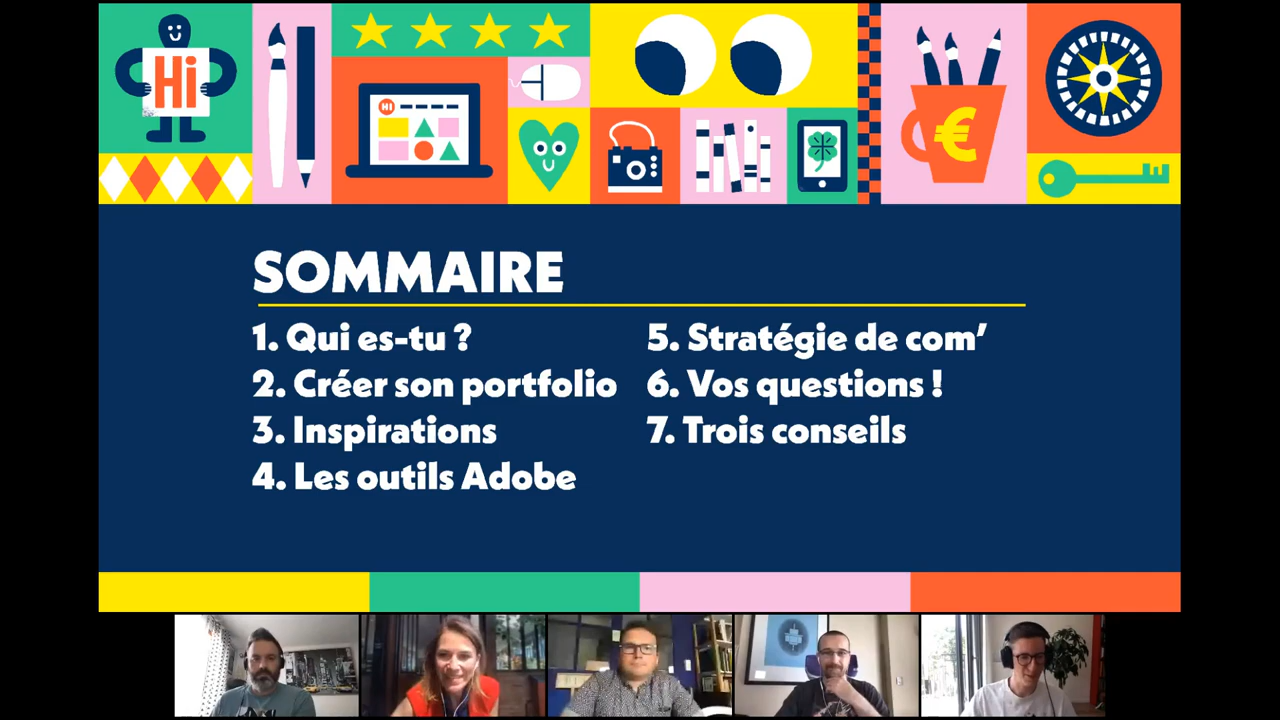 Hi
HI
€
SOMMAIRE
1. Qui es-tu ?
2. Créer son portfolio
3. Inspirations
4. Les outils Adobe
5. Stratégie de com’
6. Vos questions !
7. Trois conseils